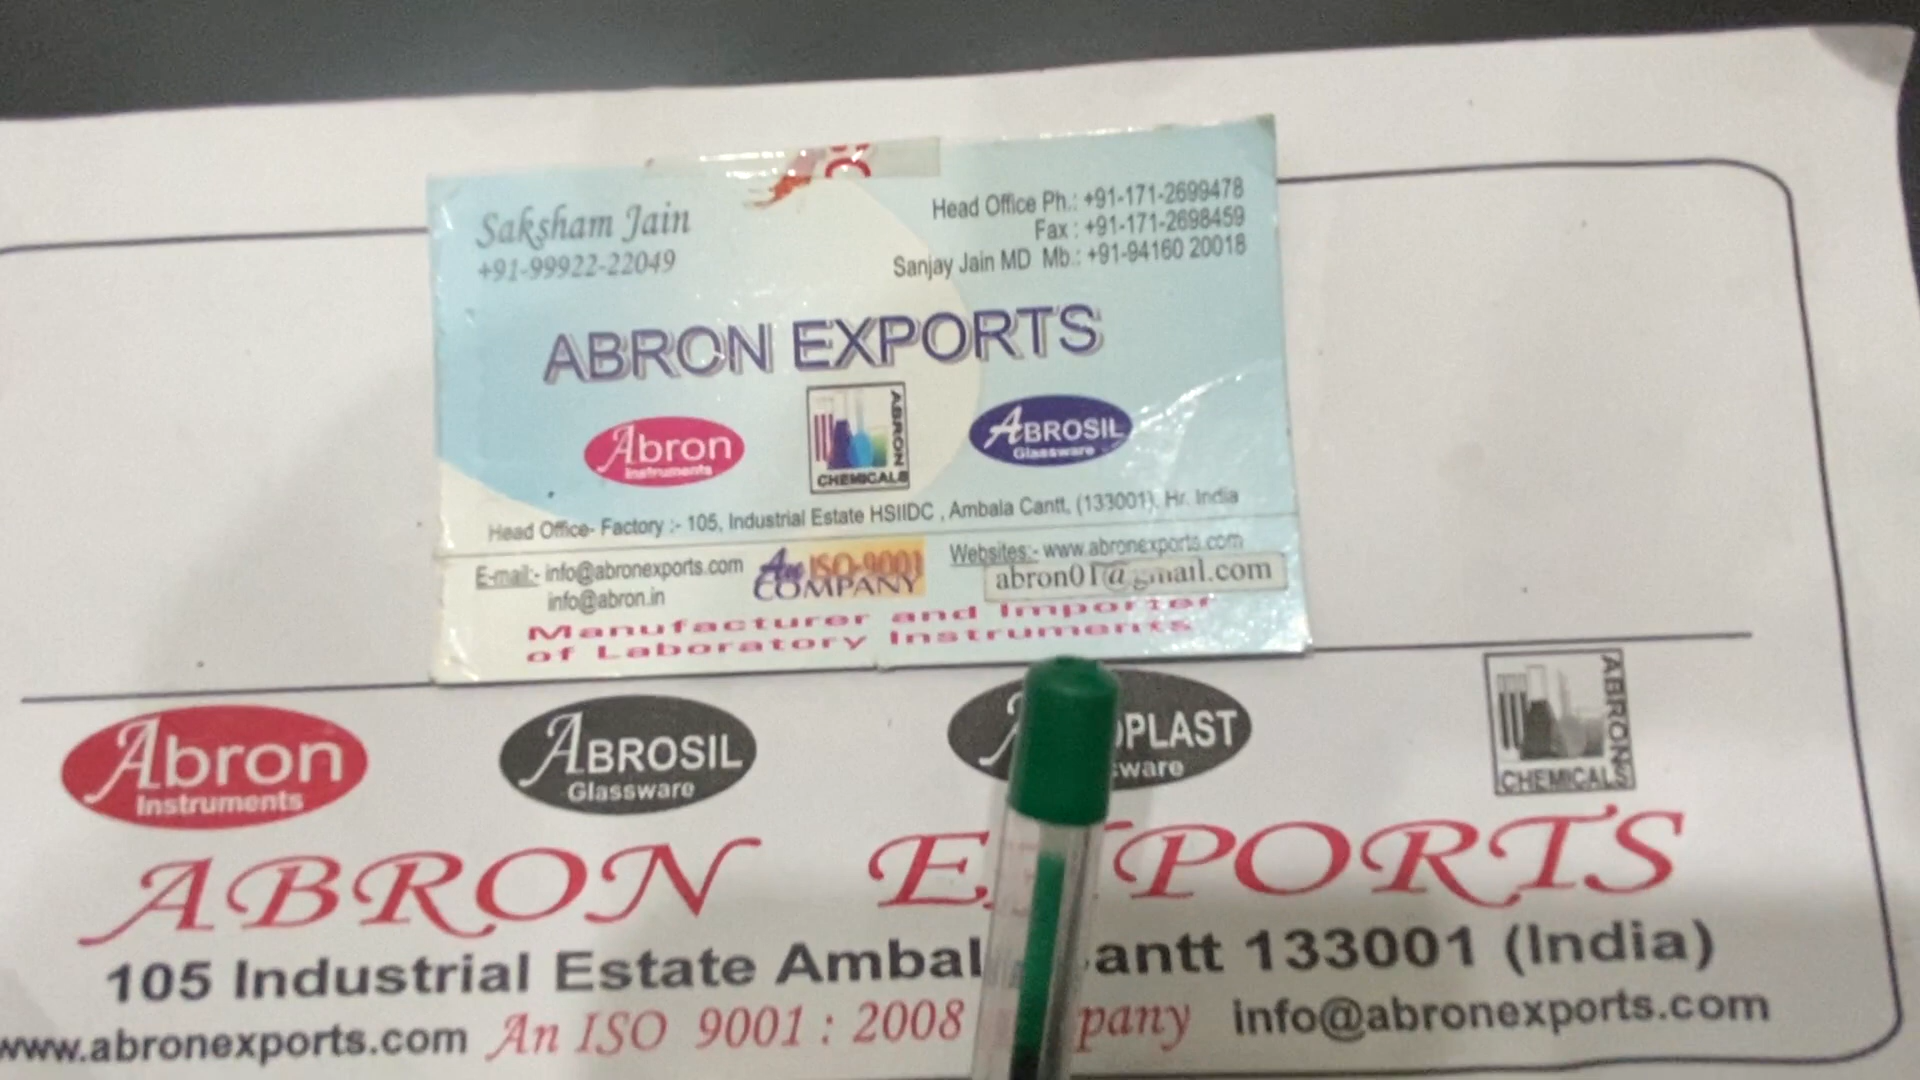 Saksham Jain
+91-99922-22049
Head Office Ph.: +91-171-2699478
Fax : +91-171-2698459
Sanjay Jain MD Mb.: +91-94160 20018
ABRON EXPORTS
Abron
Instruments
ABRON
CHEMICALS
ABROSIL
Glassware
Head Office- Factory :- 105, Industrial Estate HSIIDC , Ambala Cantt, (133001), Hr. India
E-mail:- info@abronexports.com
info@abron.in
An ISO-9001
COMPANY
Websites:- www.abronexports.com
abron01@gmail.com
Manufacturer and Importer
of Laboratory Instruments
Abron
Instruments
ABROSIL
Glassware
PLAST
ware
ABRON
CHEMICALS
ABRON E PORTS
105 Industrial Estate Ambal antt 133001 (India)
www.abronexports.com An ISO 9001 : 2008 pany info@abronexports.com